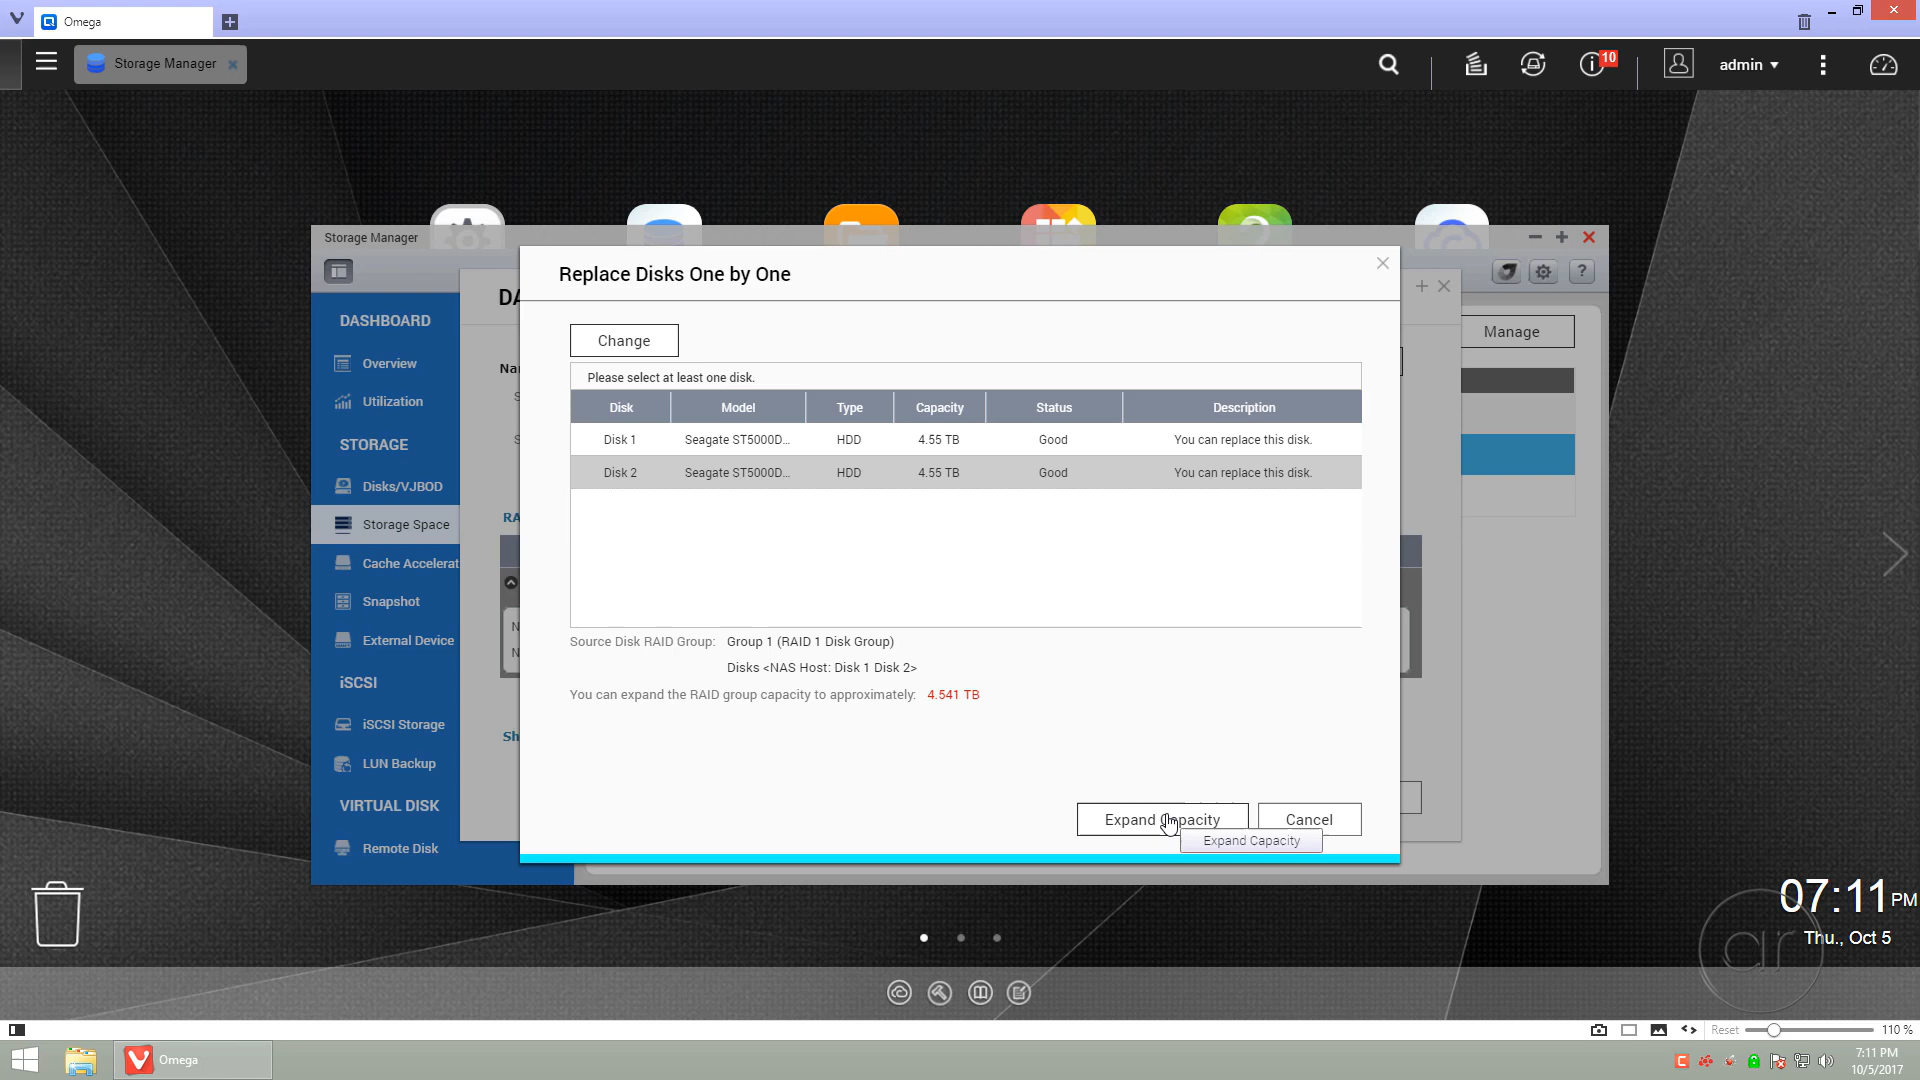 Omega
Storage Manager
10
admin
Storage Manager
DASHBOARD
Overview
Utilization
STORAGE
Disks/VJBOD
Storage Space
Cache Accelerat
Snapshot
External Device
iSCSI
iSCSI Storage
LUN Backup
VIRTUAL DISK
Remote Disk
Manage
?
Replace Disks One by One
Change
Please select at least one disk.
Disk Model Type Capacity Status Description
Disk 1 Seagate ST5000D... HDD 4.55 TB Good You can replace this disk.
Disk 2 Seagate ST5000D... HDD 4.55 TB Good You can replace this disk.
Source Disk RAID Group: Group 1 (RAID 1 Disk Group)
Disks <NAS Host: Disk 1 Disk 2>
You can expand the RAID group capacity to approximately: 4.541 TB
Expand Capacity Cancel
Expand Capacity
07:11 PM
Thu., Oct 5
ar
Reset 110 %
Omega
7:11 PM
10/5/2017